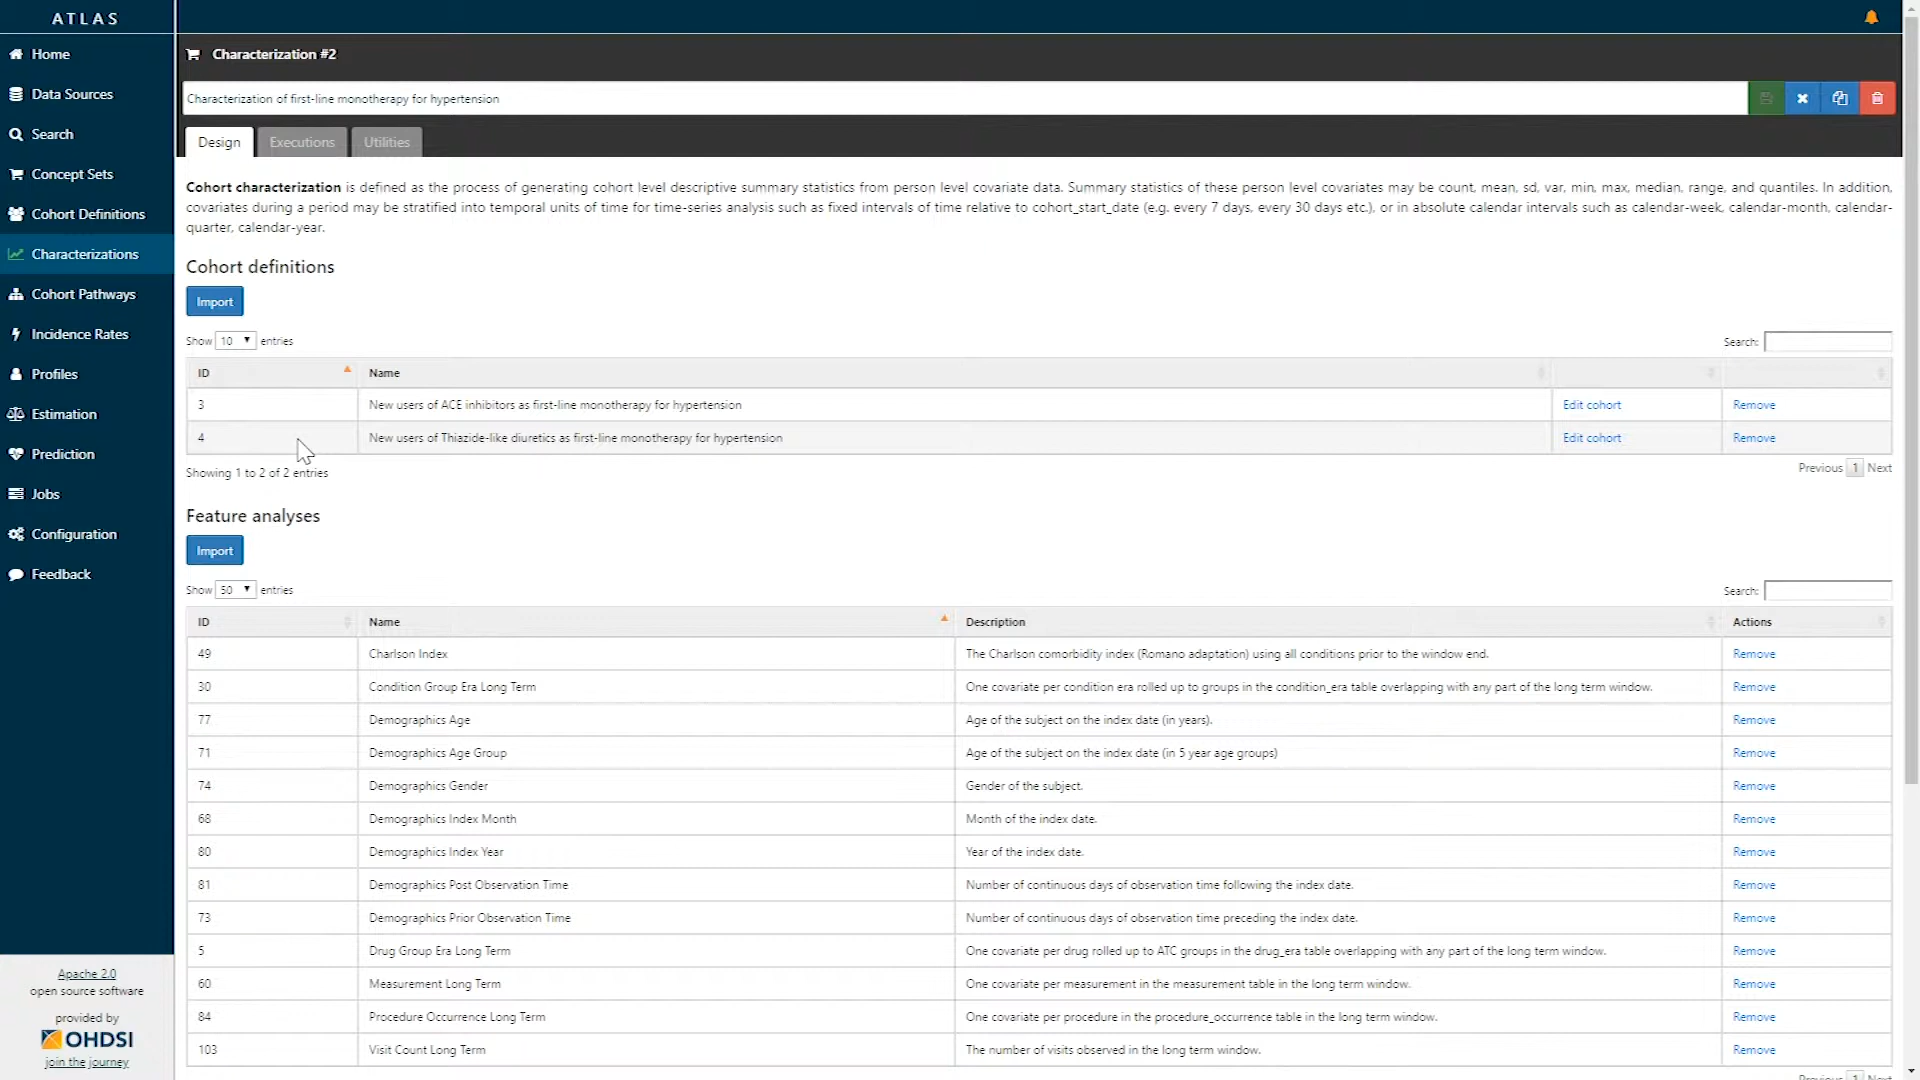 ATLAS
Home
Data Sources
Search
Concept Sets
Cohort Definitions
Characterizations
Cohort Pathways
Incidence Rates
Profiles
Estimation
Prediction
Jobs
Configuration
Feedback
Apache 2.0
open source software
provided by
OHDSI
join the journey
Characterization #2
Characterization of first-line monotherapy for hypertension
Design Executions Utilities
Cohort characterization is defined as the process of generating cohort level descriptive summary statistics from person level covariate data. Summary statistics of these person level covariates may be count, mean, sd, var, min, max, median, range, and quantiles. In addition,
covariates during a period may be stratified into temporal units of time for time-series analysis such as fixed intervals of time relative to cohort_start_date (e.g. every 7 days, every 30 days etc.), or in absolute calendar intervals such as calendar-week, calendar-month, calendar-
quarter, calendar-year.
Cohort definitions
Import
Show 10 entries Search:
ID Name
3 New users of ACE inhibitors as first-line monotherapy for hypertension Edit cohort Remove
4 New users of Thiazide-like diuretics as first-line monotherapy for hypertension Edit cohort Remove
Showing 1 to 2 of 2 entries Previous 1 Next
Feature analyses
Import
Show 50 entries Search:
ID Name Description Actions
49 Charlson Index The Charlson comorbidity index (Romano adaptation) using all conditions prior to the window end. Remove
30 Condition Group Era Long Term One covariate per condition era rolled up to groups in the condition_era table overlapping with any part of the long term window. Remove
77 Demographics Age Age of the subject on the index date (in years). Remove
71 Demographics Age Group Age of the subject on the index date (in 5 year age groups) Remove
74 Demographics Gender Gender of the subject. Remove
68 Demographics Index Month Month of the index date. Remove
80 Demographics Index Year Year of the index date. Remove
81 Demographics Post Observation Time Number of continuous days of observation time following the index date. Remove
73 Demographics Prior Observation Time Number of continuous days of observation time preceding the index date. Remove
5 Drug Group Era Long Term One covariate per drug rolled up to ATC groups in the drug_era table overlapping with any part of the long term window. Remove
60 Measurement Long Term One covariate per measurement in the measurement table in the long term window. Remove
84 Procedure Occurrence Long Term One covariate per procedure in the procedure_occurrence table in the long term window. Remove
103 Visit Count Long Term The number of visits observed in the long term window. Remove
Previous 1 Next